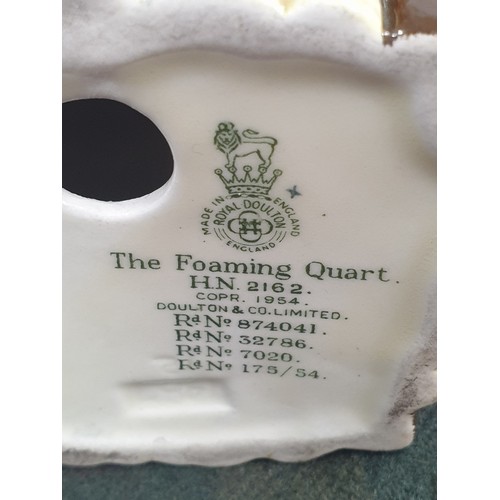 MADE IN ENGLAND
ROYAL DOULTON
ENGLAND
The Foaming Quart.
H.N. 2162.
COPR. 1954.
DOULTON & CO. LIMITED.
Rd No 874041.
Rd No 32786.
Rd No 7020.
Rd No 175/54.